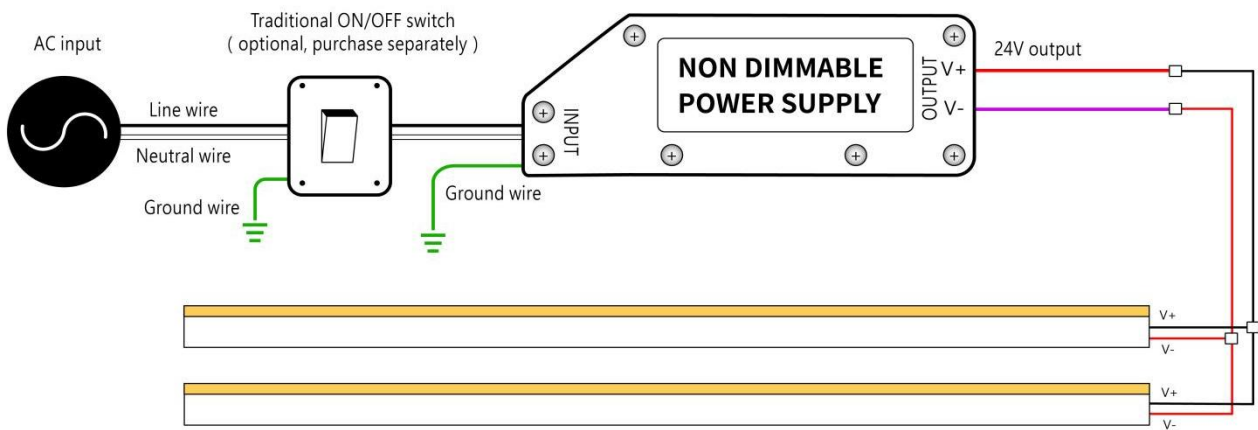 Traditional ON/OFF switch
( optional, purchase separately )
AC input
Line wire
Neutral wire
Ground wire
Ground wire
INPUT
NON DIMMABLE
POWER SUPPLY
OUTPUT
V+
V-
24V output
V+
V-
V+
V-